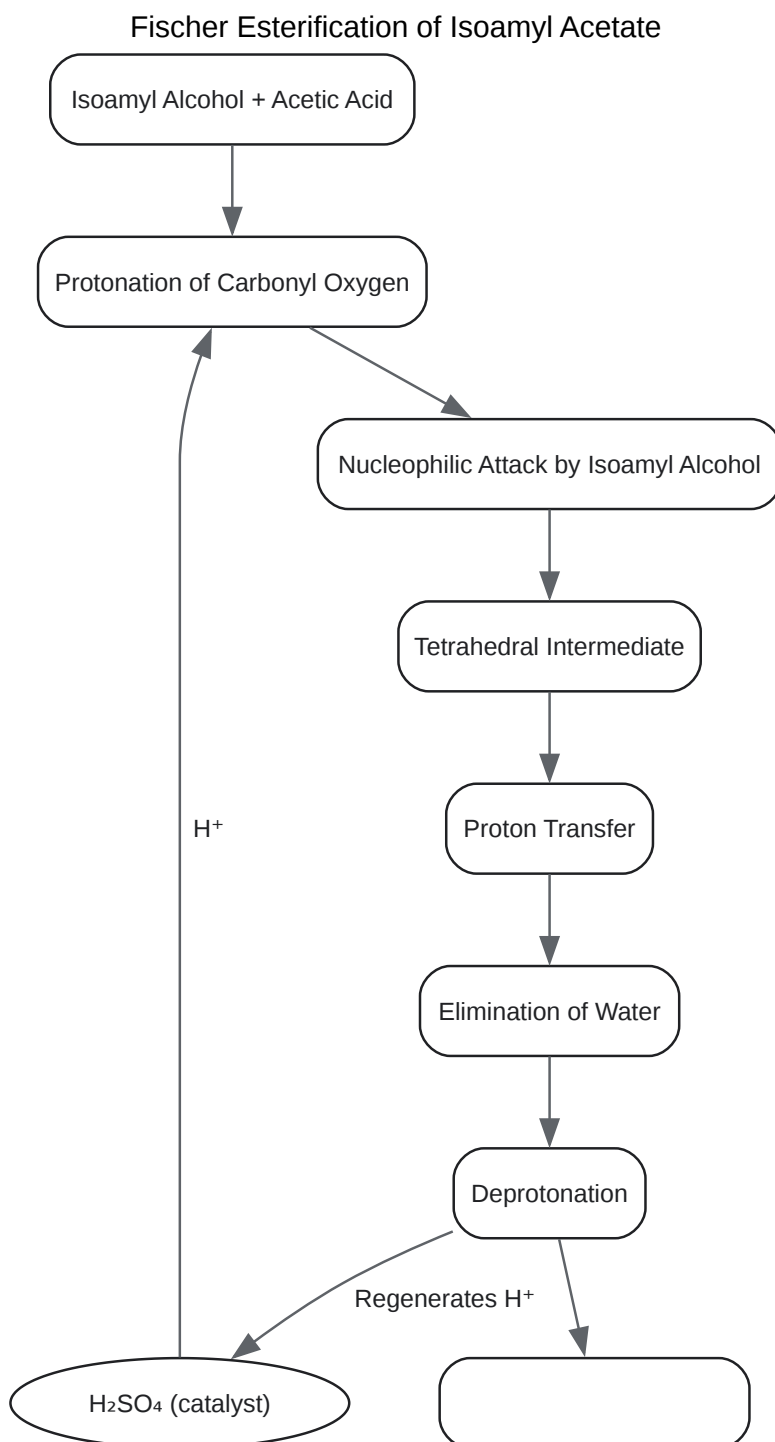 Fischer Esterification of Isoamyl Acetate
Isoamyl Alcohol + Acetic Acid
Protonation of Carbonyl Oxygen
Nucleophilic Attack by Isoamyl Alcohol
Tetrahedral Intermediate
H⁺
Proton Transfer
Elimination of Water
Deprotonation
Regenerates H⁺
H₂SO₄ (catalyst)